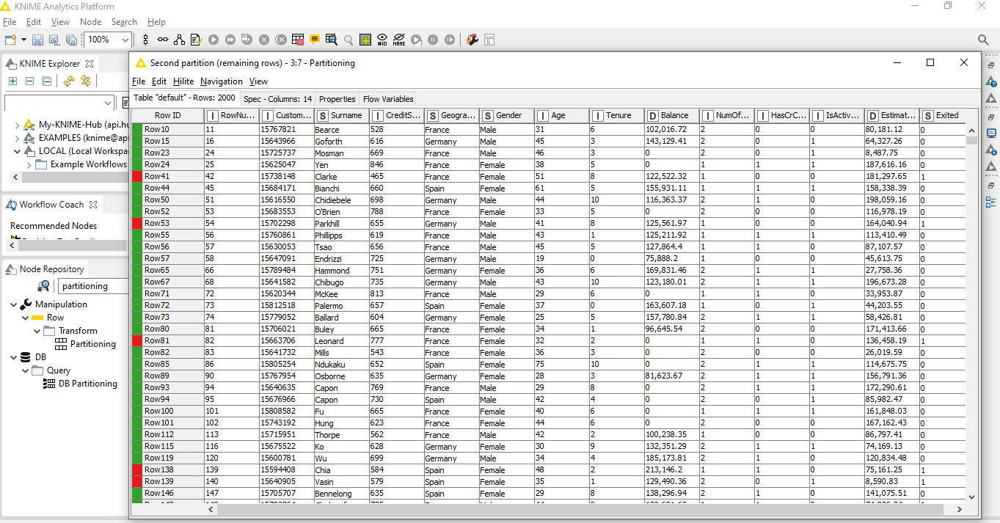 KNIME Analytics Platform
File Edit View Node Search Help
100%
KNIME Explorer
My-KNIME-Hub (api.hu
EXAMPLES (knime@api
LOCAL (Local Workspa
Example Workflows
Workflow Coach
Recommended Nodes
Node Repository
partitioning
Manipulation
Row
Transform
Partitioning
DB
Query
DB Partitioning
Second partition (remaining rows) - 3:7 - Partitioning
File Edit Hilite Navigation View
Table "default" - Rows: 2000 Spec - Columns: 14 Properties Flow Variables
Row ID I RowNu... I Custom... S Surname I CreditS... S Geogra... S Gender I Age I Tenure D Balance I NumOf... I HasCrC... I IsActiv... D Estimat... S Exited
Row10 11 15767821 Bearce 528 France Male 31 6 102,016.72 2 0 0 80,181.12 0
Row15 16 15643966 Goforth 616 Germany Male 45 3 143,129.41 2 0 1 64,327.26 0
Row23 24 15725737 Mosman 669 France Male 46 3 0 2 0 1 8,487.75 0
Row24 25 15625047 Yen 846 France Female 38 5 0 1 1 1 187,616.16 0
Row41 42 15738148 Clarke 465 France Female 51 8 122,522.32 1 0 0 181,297.65 1
Row44 45 15684171 Bianchi 660 Spain Female 61 5 155,931.11 1 1 1 158,338.39 0
Row50 51 15616550 Chidiebele 698 Germany Male 44 10 116,363.37 2 1 0 198,059.16 0
Row52 53 15683553 O'Brien 788 France Female 33 5 0 2 0 0 116,978.19 0
Row53 54 15702298 Parkhill 655 Germany Male 41 8 125,561.97 1 0 0 164,040.94 1
Row55 56 15760861 Phillipps 619 France Male 43 1 125,211.92 1 1 1 113,410.49 0
Row56 57 15630053 Tsao 656 France Male 45 5 127,864.4 1 1 0 87,107.57 0
Row57 58 15647091 Endrizzi 725 Germany Male 19 0 75,888.2 1 0 0 45,613.75 0
Row65 66 15789484 Hammond 751 Germany Female 36 6 169,831.46 2 1 1 27,758.36 0
Row67 68 15641582 Chibugo 735 Germany Male 43 10 123,180.01 2 1 1 196,673.28 0
Row71 72 15620344 McKee 813 France Male 29 6 0 1 1 0 33,953.87 0
Row72 73 15812518 Palermo 657 Spain Female 37 0 163,607.18 1 0 1 44,203.55 0
Row73 74 15779052 Ballard 604 Germany Female 25 5 157,780.84 2 1 1 58,426.81 0
Row80 81 15706021 Buley 665 France Female 34 1 96,645.54 2 0 0 171,413.66 0
Row81 82 15663706 Leonard 777 France Female 32 2 0 1 1 0 136,458.19 1
Row82 83 15641732 Mills 543 France Female 36 3 0 2 0 0 26,019.59 0
Row85 86 15805254 Ndukaku 652 Spain Female 75 10 0 2 1 1 114,675.75 0
Row89 90 15767954 Osborne 635 Germany Female 28 3 81,623.67 2 1 1 156,791.36 0
Row93 94 15640635 Capon 769 France Male 29 8 0 2 1 1 172,290.61 0
Row94 95 15676966 Capon 730 Spain Male 42 4 0 2 0 1 85,982.47 0
Row100 101 15808582 Fu 665 France Female 40 6 0 1 1 1 161,848.03 0
Row101 102 15743192 Hung 623 France Female 44 6 0 2 0 0 167,162.43 0
Row112 113 15715951 Thorpe 562 France Male 42 2 100,238.35 1 0 0 86,797.41 0
Row115 116 15675522 Ko 628 Germany Female 30 9 132,351.29 2 1 1 74,169.13 0
Row119 120 15600781 Wu 699 Germany Male 34 4 185,173.81 2 1 0 120,834.48 0
Row138 139 15594408 Chia 584 Spain Female 48 2 213,146.2 1 1 0 75,161.25 1
Row139 140 15640905 Vasin 579 Spain Female 35 1 129,490.36 2 0 1 8,590.83 1
Row146 147 15705707 Bennelong 635 Spain Female 29 8 138,296.94 2 1 0 141,075.51 0